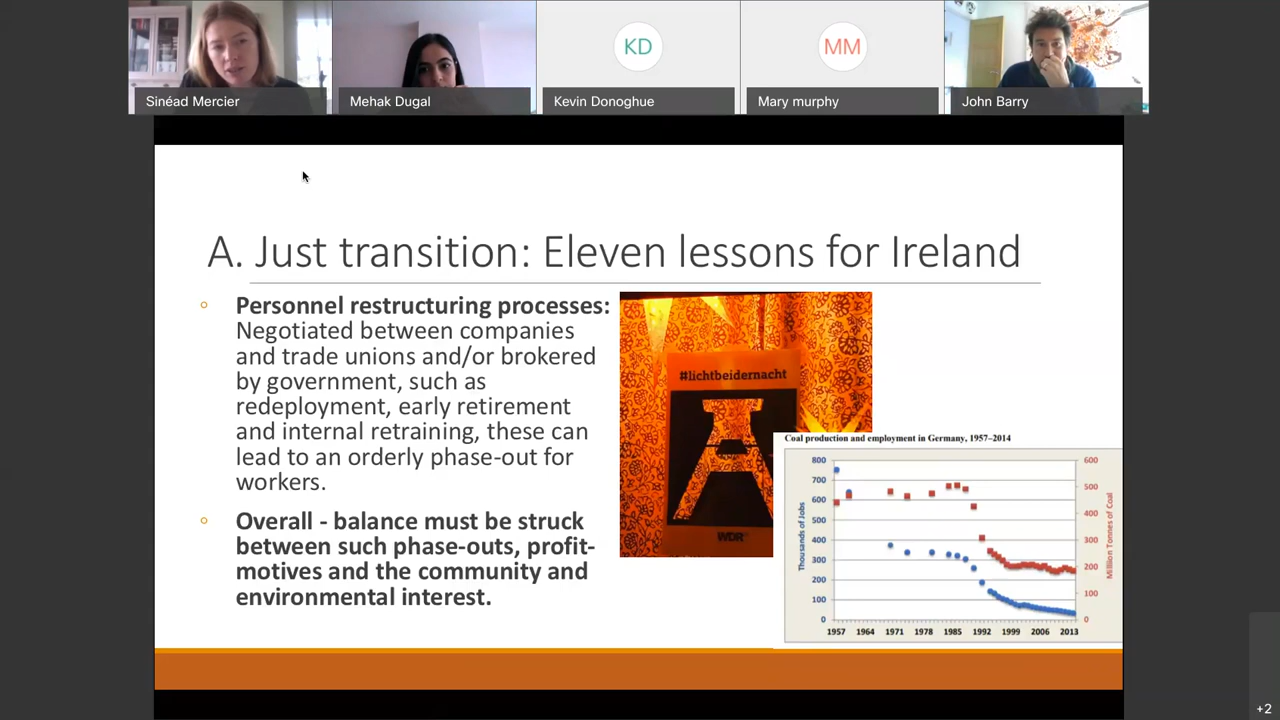 Sinéad Mercier
Mehak Dugal
KD
Kevin Donoghue
MM
Mary murphy
John Barry
A. Just transition: Eleven lessons for Ireland
Personnel restructuring processes:
Negotiated between companies
and trade unions and/or brokered
by government, such as
redeployment, early retirement
and internal retraining, these can
lead to an orderly phase-out for
workers.
Overall - balance must be struck
between such phase-outs, profit-
motives and the community and
environmental interest.
#lichtbeidernacht
WDR
Coal production and employment in Germany, 1957–2014
800
700
600
500
400
300
200
100
0
Thousands of Jobs
600
500
400
300
200
100
0
Million Tonnes of Coal
1957 1964 1971 1978 1985 1992 1999 2006 2013
+2